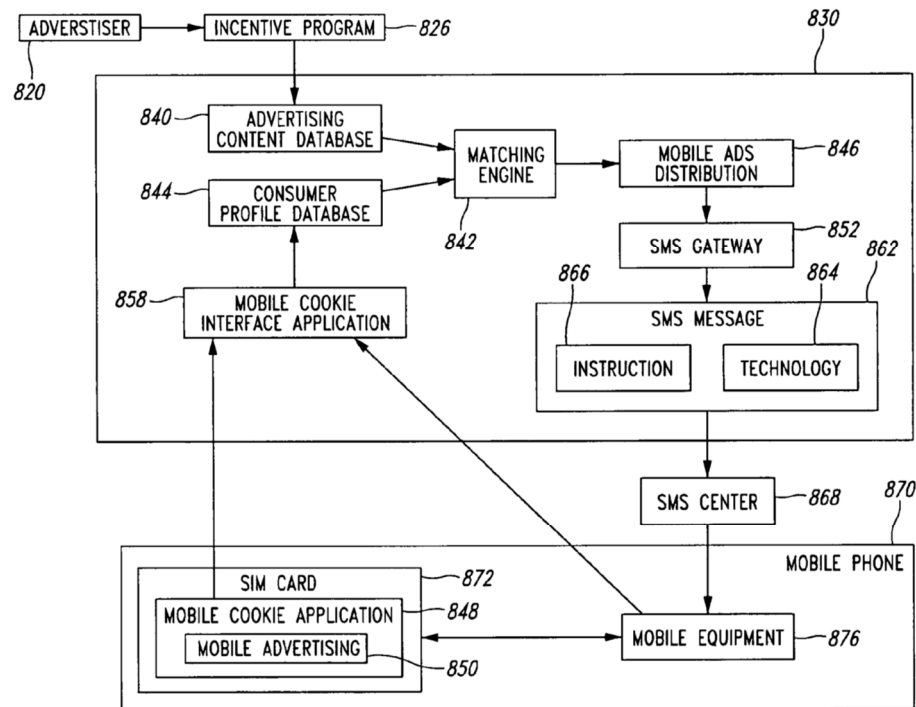 ADVERSTISER
INCENTIVE PROGRAM
826
830
820
840
ADVERTISING
CONTENT DATABASE
MATCHING
ENGINE
MOBILE ADS
DISTRIBUTION
846
844
CONSUMER
PROFILE DATABASE
842
SMS GATEWAY
852
862
866
864
858
MOBILE COOKIE
INTERFACE APPLICATION
SMS MESSAGE
INSTRUCTION
TECHNOLOGY
SMS CENTER
868
870
MOBILE PHONE
SIM CARD
872
MOBILE COOKIE APPLICATION
848
MOBILE ADVERTISING
850
MOBILE EQUIPMENT
876